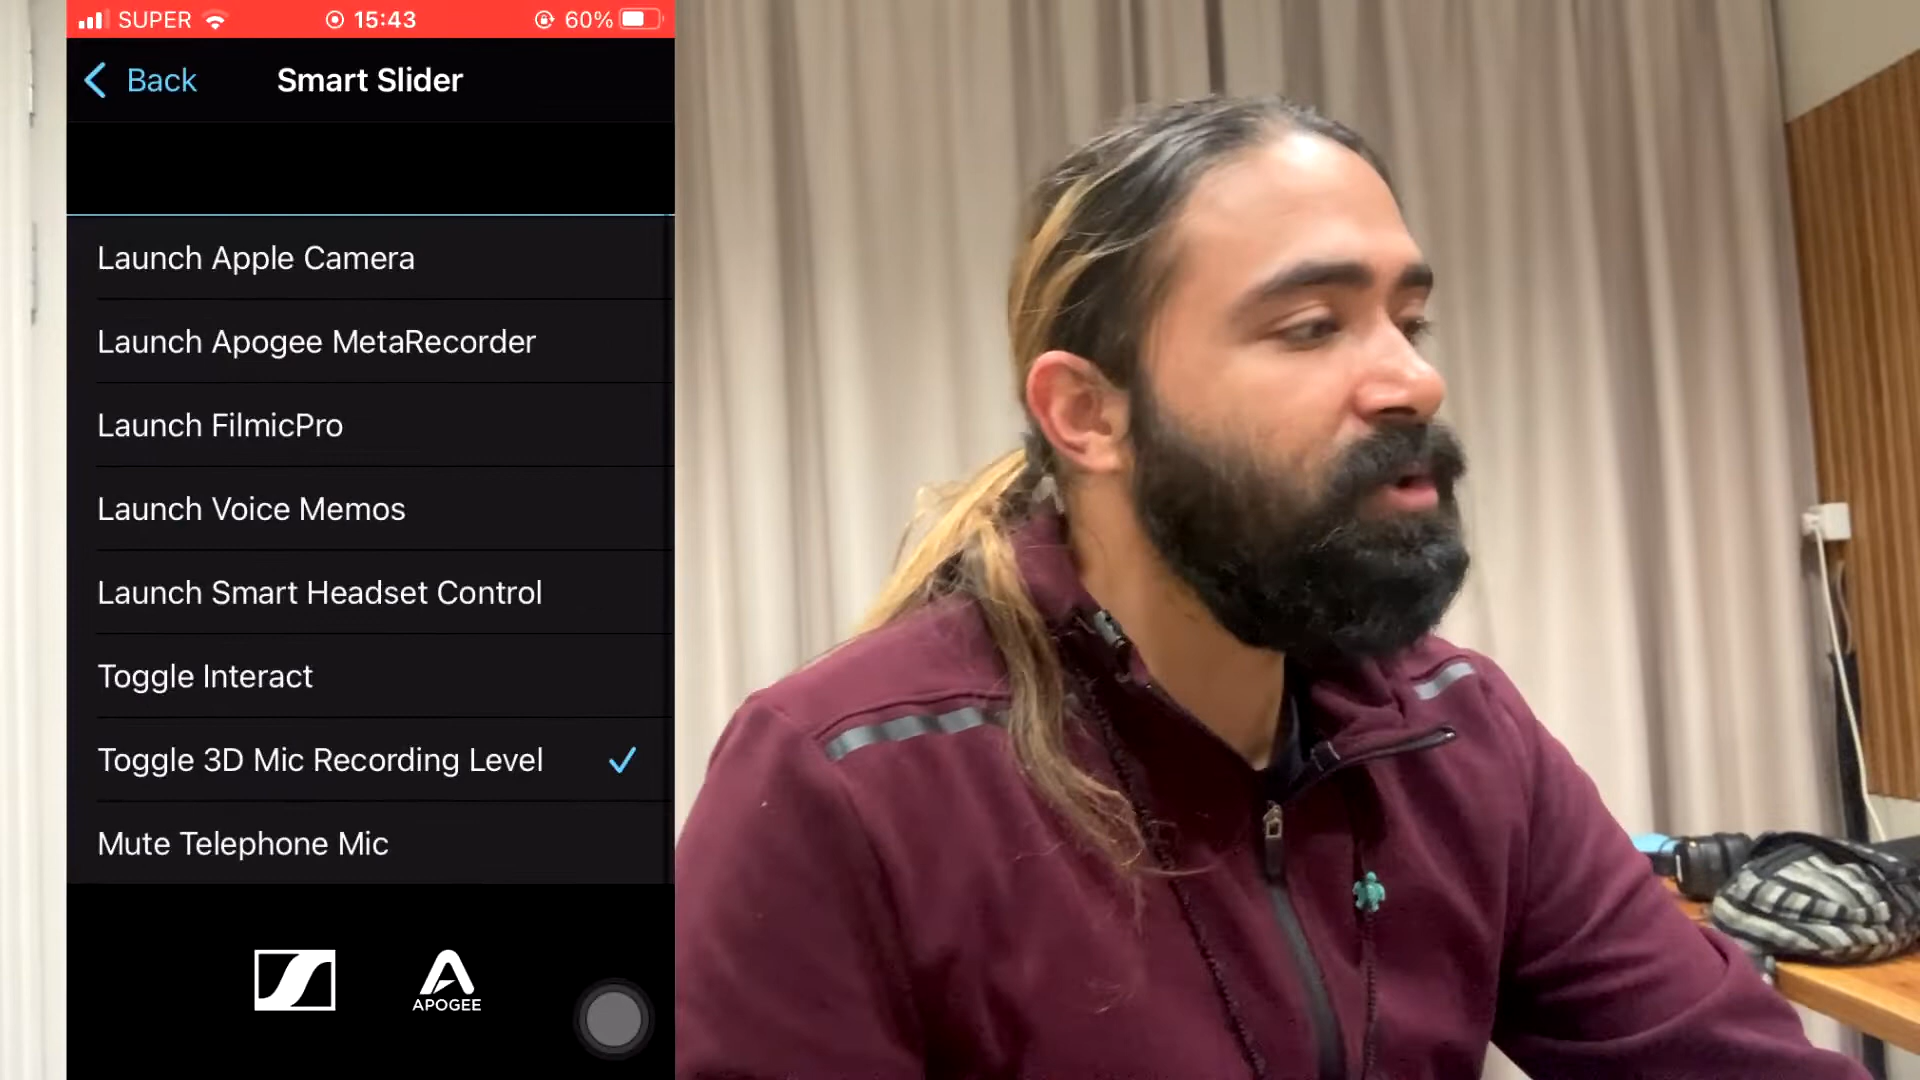 SUPER 15:43 60%
Back Smart Slider
Launch Apple Camera
Launch Apogee MetaRecorder
Launch FilmicPro
Launch Voice Memos
Launch Smart Headset Control
Toggle Interact
Toggle 3D Mic Recording Level
Mute Telephone Mic
APOGEE